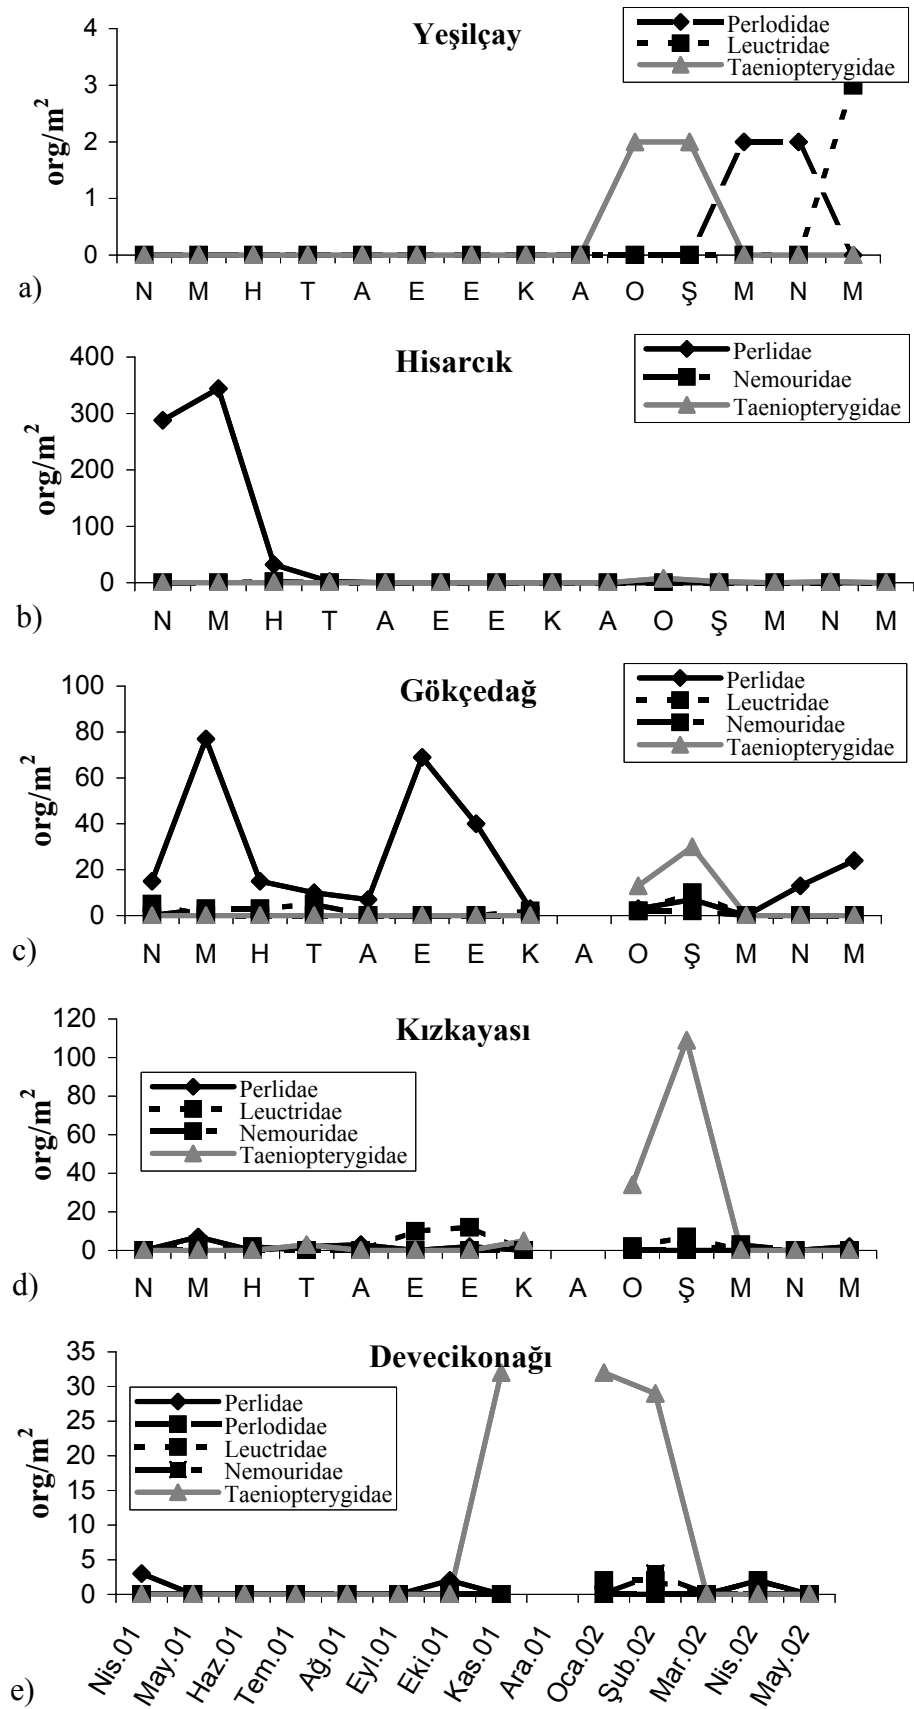 Yeşilçay
Perlodidae
Leuctridae
Taeniopterygidae
org/m²
4
3
2
1
0
N M H T A E E K A O Ş M N M
a)
Hisarcık
Perlidae
Nemouridae
Taeniopterygidae
org/m²
400
300
200
100
0
N M H T A E E K A O Ş M N M
b)
Gökçedağ
Perlidae
Leuctridae
Nemouridae
Taeniopterygidae
org/m²
100
80
60
40
20
0
N M H T A E E K A O Ş M N M
c)
Kızkayası
Perlidae
Leuctridae
Nemouridae
Taeniopterygidae
org/m²
120
100
80
60
40
20
0
N M H T A E E K A O Ş M N M
d)
Devecikonağı
Perlidae
Perlodidae
Leuctridae
Nemouridae
Taeniopterygidae
org/m²
35
30
25
20
15
10
5
0
Nis.01 May.01 Haz.01 Tem.01 Ağ.01 Eyl.01 Eki.01 Kas.01 Ara.01 Oca.02 Şub.02 Mar.02 Nis.02 May.02
e)